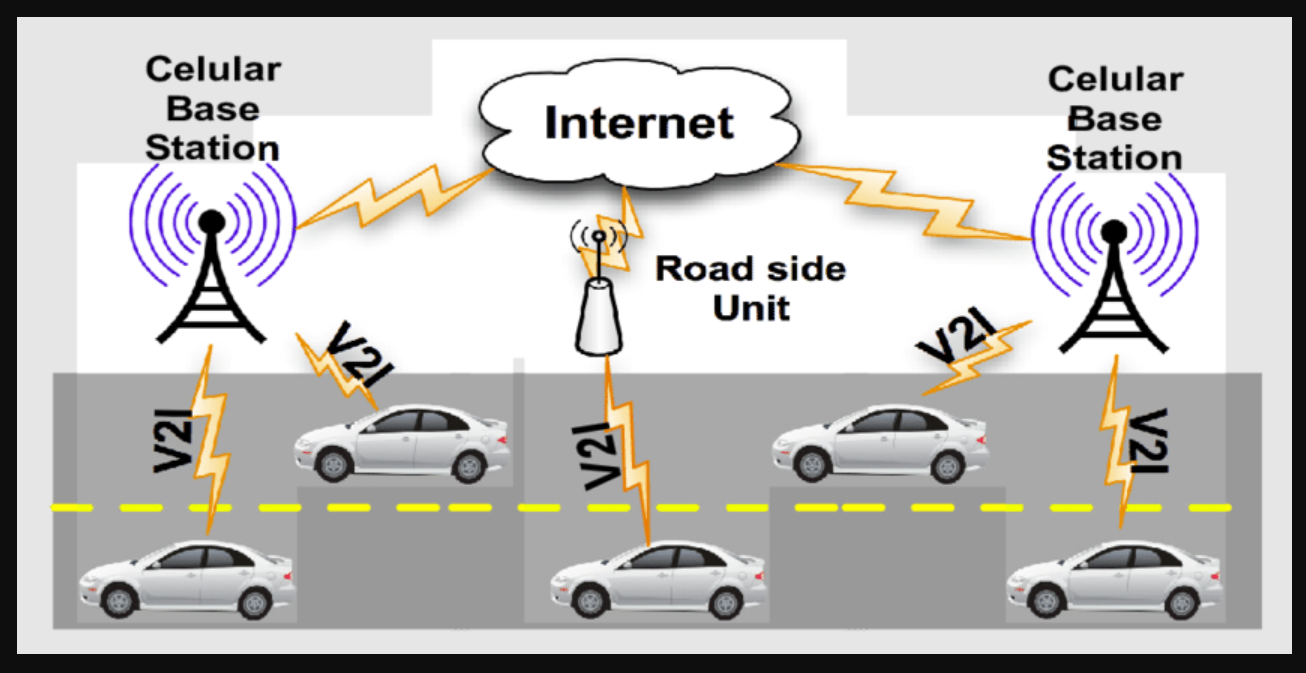 Celular
Base
Station
Internet
Celular
Base
Station
Road side
Unit
V2I
V2I
V2I
V2I
V2I